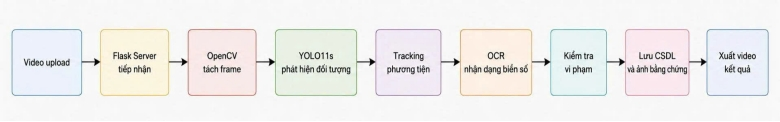 Video upload
Flask Server
tiếp nhận
OpenCV
tách frame
YOLO11s
phát hiện đối tượng
Tracking
phương tiện
OCR
nhận dạng biển số
Kiểm tra
vi phạm
Lưu CSDL
và ảnh bằng chứng
Xuất video
kết quả